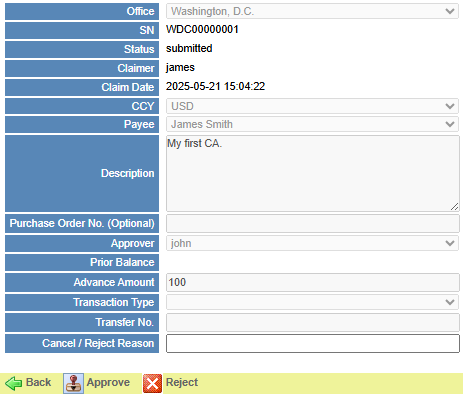 Office Washington, D.C.
SN WDC00000001
Status submitted
Claimer james
Claim Date 2025-05-21 15:04:22
CCY USD
Payee James Smith
Description My first CA.
Purchase Order No. (Optional)
Approver john
Prior Balance
Advance Amount 100
Transaction Type
Transfer No.
Cancel / Reject Reason
Back Approve Reject